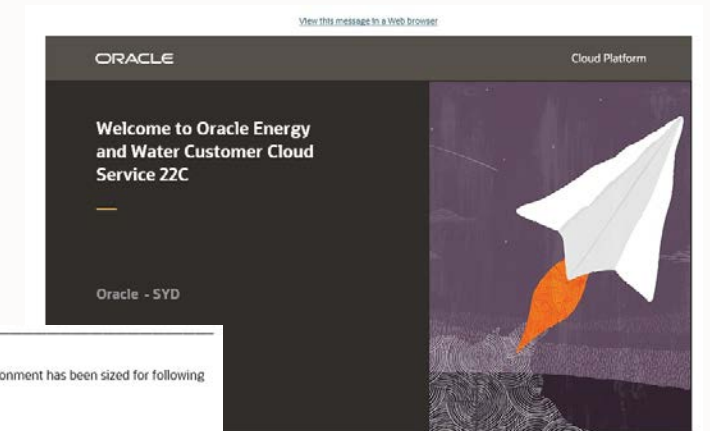 View this message in a Web browser
ORACLE
Cloud Platform
Welcome to Oracle Energy
and Water Customer Cloud
Service 22C
Oracle - SYD
onment has been sized for following